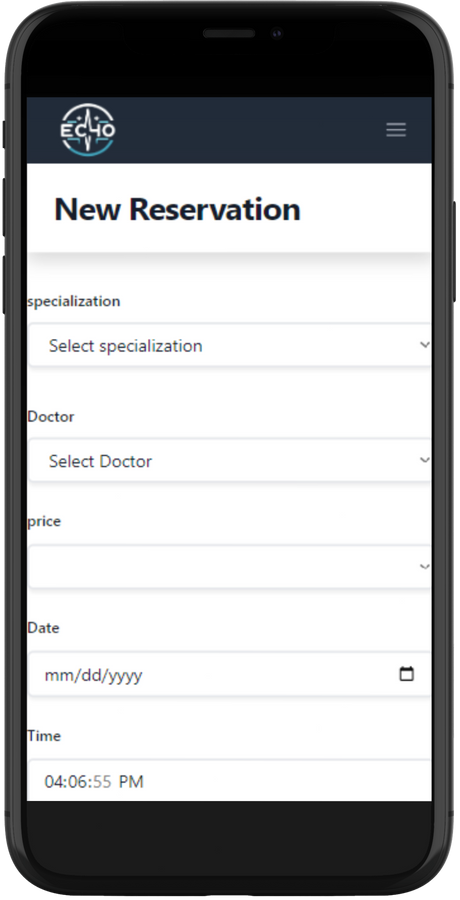 ECHO
New Reservation
specialization
Select specialization
Doctor
Select Doctor
price
Date
mm/dd/yyyy
Time
04:06:55 PM